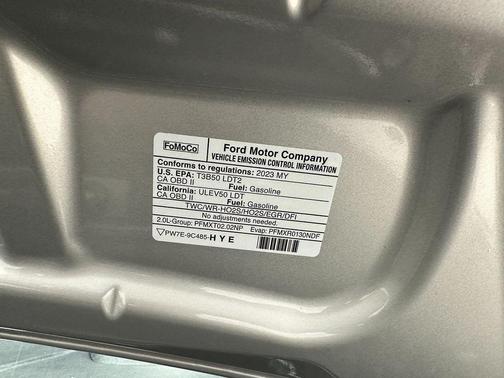 FoMoCo
Ford Motor Company
VEHICLE EMISSION CONTROL INFORMATION
Conforms to regulations: 2023 MY
U.S. EPA: T3B50 LDT2
CA OBD II Fuel: Gasoline
California: ULEV50 LDT
CA OBD II Fuel: Gasoline
TWC/WR-HO2S/HO2S/EGR/DFI
No adjustments needed.
2.0L-Group: PFMXT02.02NP Evap: PFMXR0130NDF
PW7E-9C485-HYE